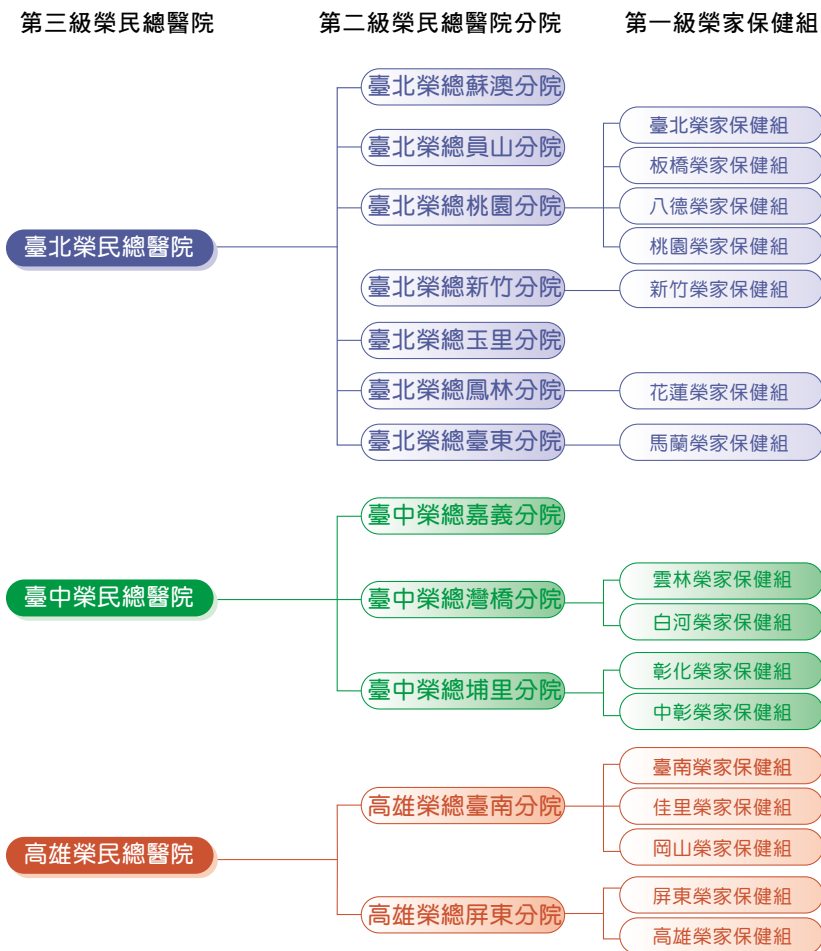 第三級榮民總醫院
第二級榮民總醫院分院
第一級榮家保健組
臺北榮民總醫院
臺北榮總蘇澳分院
臺北榮總員山分院
臺北榮總桃園分院
臺北榮家保健組
板橋榮家保健組
八德榮家保健組
桃園榮家保健組
臺北榮總新竹分院
新竹榮家保健組
臺北榮總玉里分院
臺北榮總鳳林分院
花蓮榮家保健組
臺北榮總臺東分院
馬蘭榮家保健組
臺中榮民總醫院
臺中榮總嘉義分院
臺中榮總灣橋分院
雲林榮家保健組
白河榮家保健組
臺中榮總埔里分院
彰化榮家保健組
中彰榮家保健組
高雄榮民總醫院
高雄榮總臺南分院
臺南榮家保健組
佳里榮家保健組
岡山榮家保健組
高雄榮總屏東分院
屏東榮家保健組
高雄榮家保健組